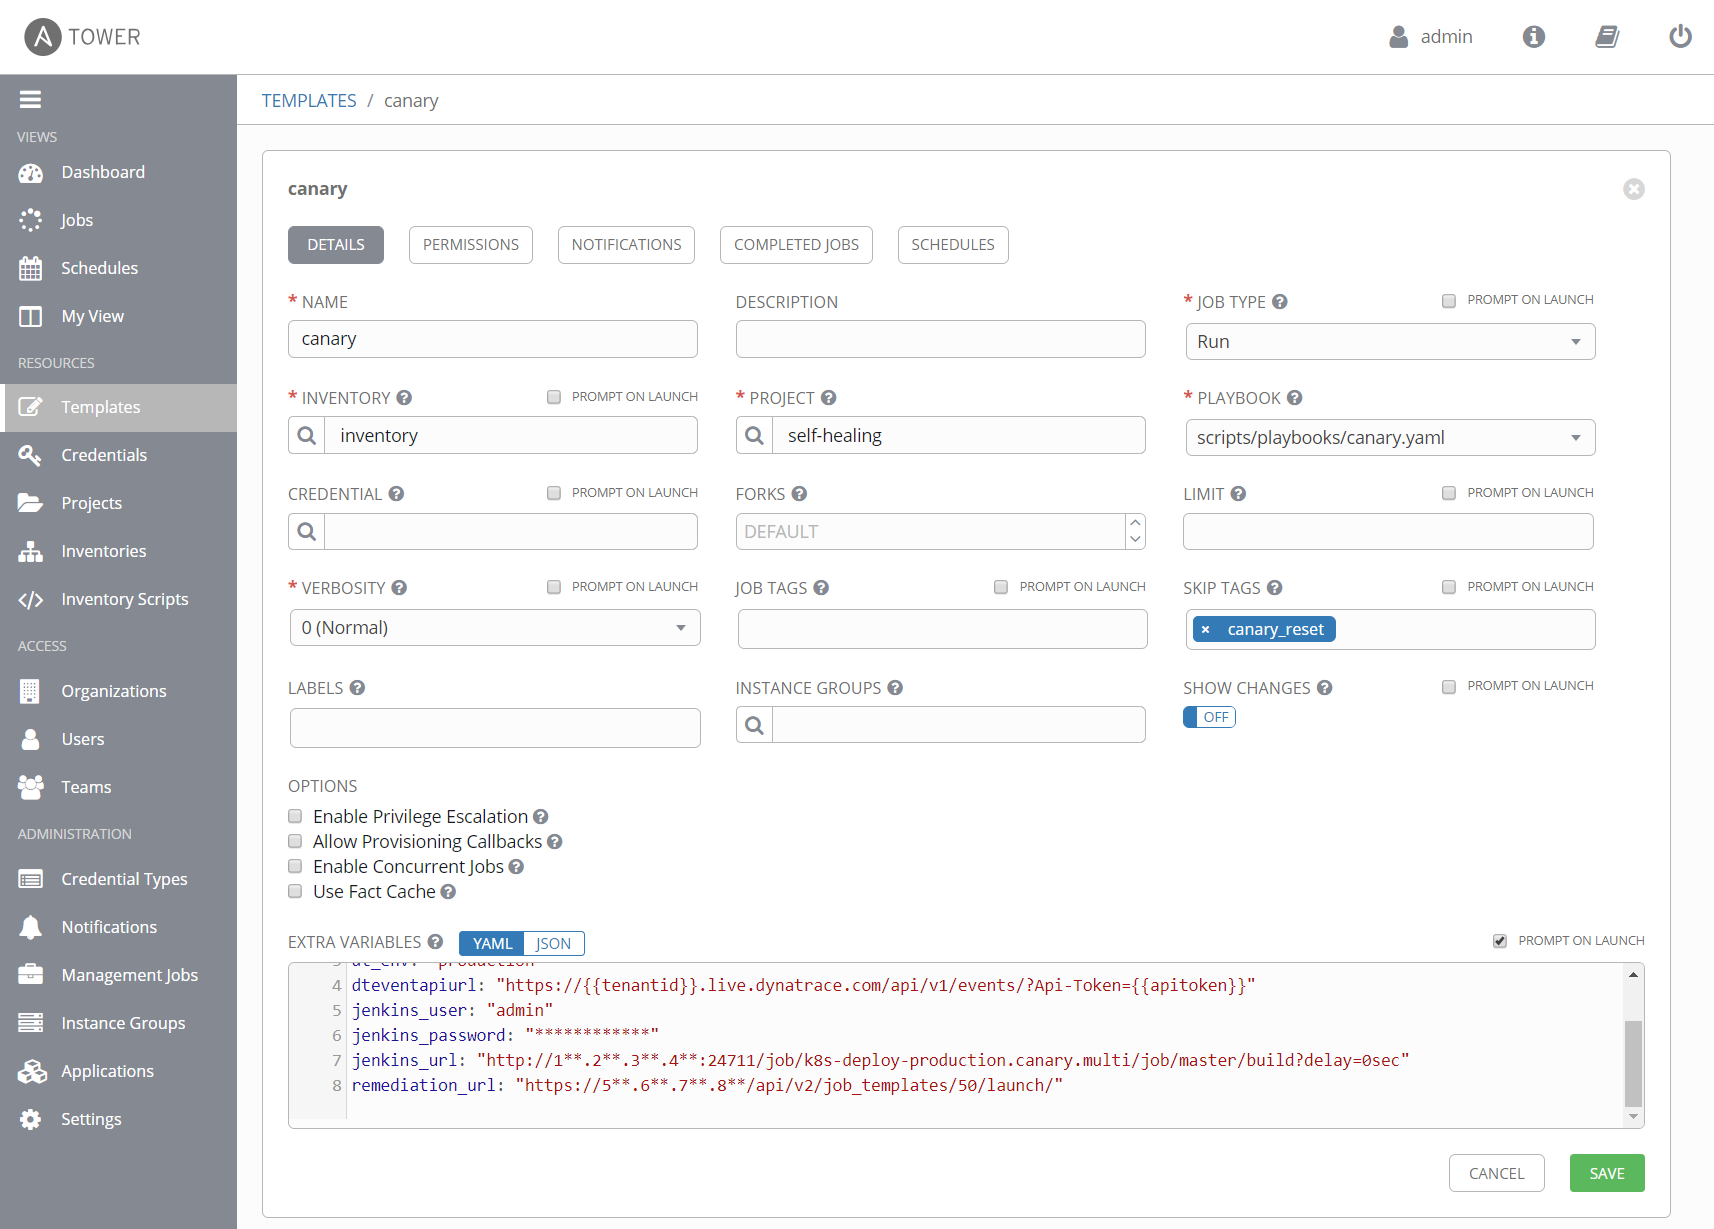 A TOWER
admin
VIEWS
Dashboard
Jobs
Schedules
My View
RESOURCES
Templates
Credentials
Projects
Inventories
Inventory Scripts
ACCESS
Organizations
Users
Teams
ADMINISTRATION
Credential Types
Notifications
Management Jobs
Instance Groups
Applications
Settings
TEMPLATES / canary
canary
DETAILS PERMISSIONS NOTIFICATIONS COMPLETED JOBS SCHEDULES
* NAME
canary
DESCRIPTION
* JOB TYPE ? PROMPT ON LAUNCH
Run
* INVENTORY ? PROMPT ON LAUNCH
inventory
* PROJECT ?
self-healing
* PLAYBOOK ?
scripts/playbooks/canary.yaml
CREDENTIAL ? PROMPT ON LAUNCH
FORKS ?
DEFAULT
LIMIT ? PROMPT ON LAUNCH
* VERBOSITY ? PROMPT ON LAUNCH
0 (Normal)
JOB TAGS ? PROMPT ON LAUNCH
SKIP TAGS ? PROMPT ON LAUNCH
× canary_reset
LABELS ?
INSTANCE GROUPS ?
SHOW CHANGES ? PROMPT ON LAUNCH
OFF
OPTIONS
Enable Privilege Escalation ?
Allow Provisioning Callbacks ?
Enable Concurrent Jobs ?
Use Fact Cache ?
EXTRA VARIABLES ? YAML JSON PROMPT ON LAUNCH
3 dt_env: "production"
4 dteventapiurl: "https://{{tenantid}}.live.dynatrace.com/api/v1/events/?Api-Token={{apitoken}}"
5 jenkins_user: "admin"
6 jenkins_password: "************"
7 jenkins_url: "http://1**.2**.3**.4**:24711/job/k8s-deploy-production.canary.multi/job/master/build?delay=0sec"
8 remediation_url: "https://5**.6**.7**.8**/api/v2/job_templates/50/launch/"
CANCEL SAVE